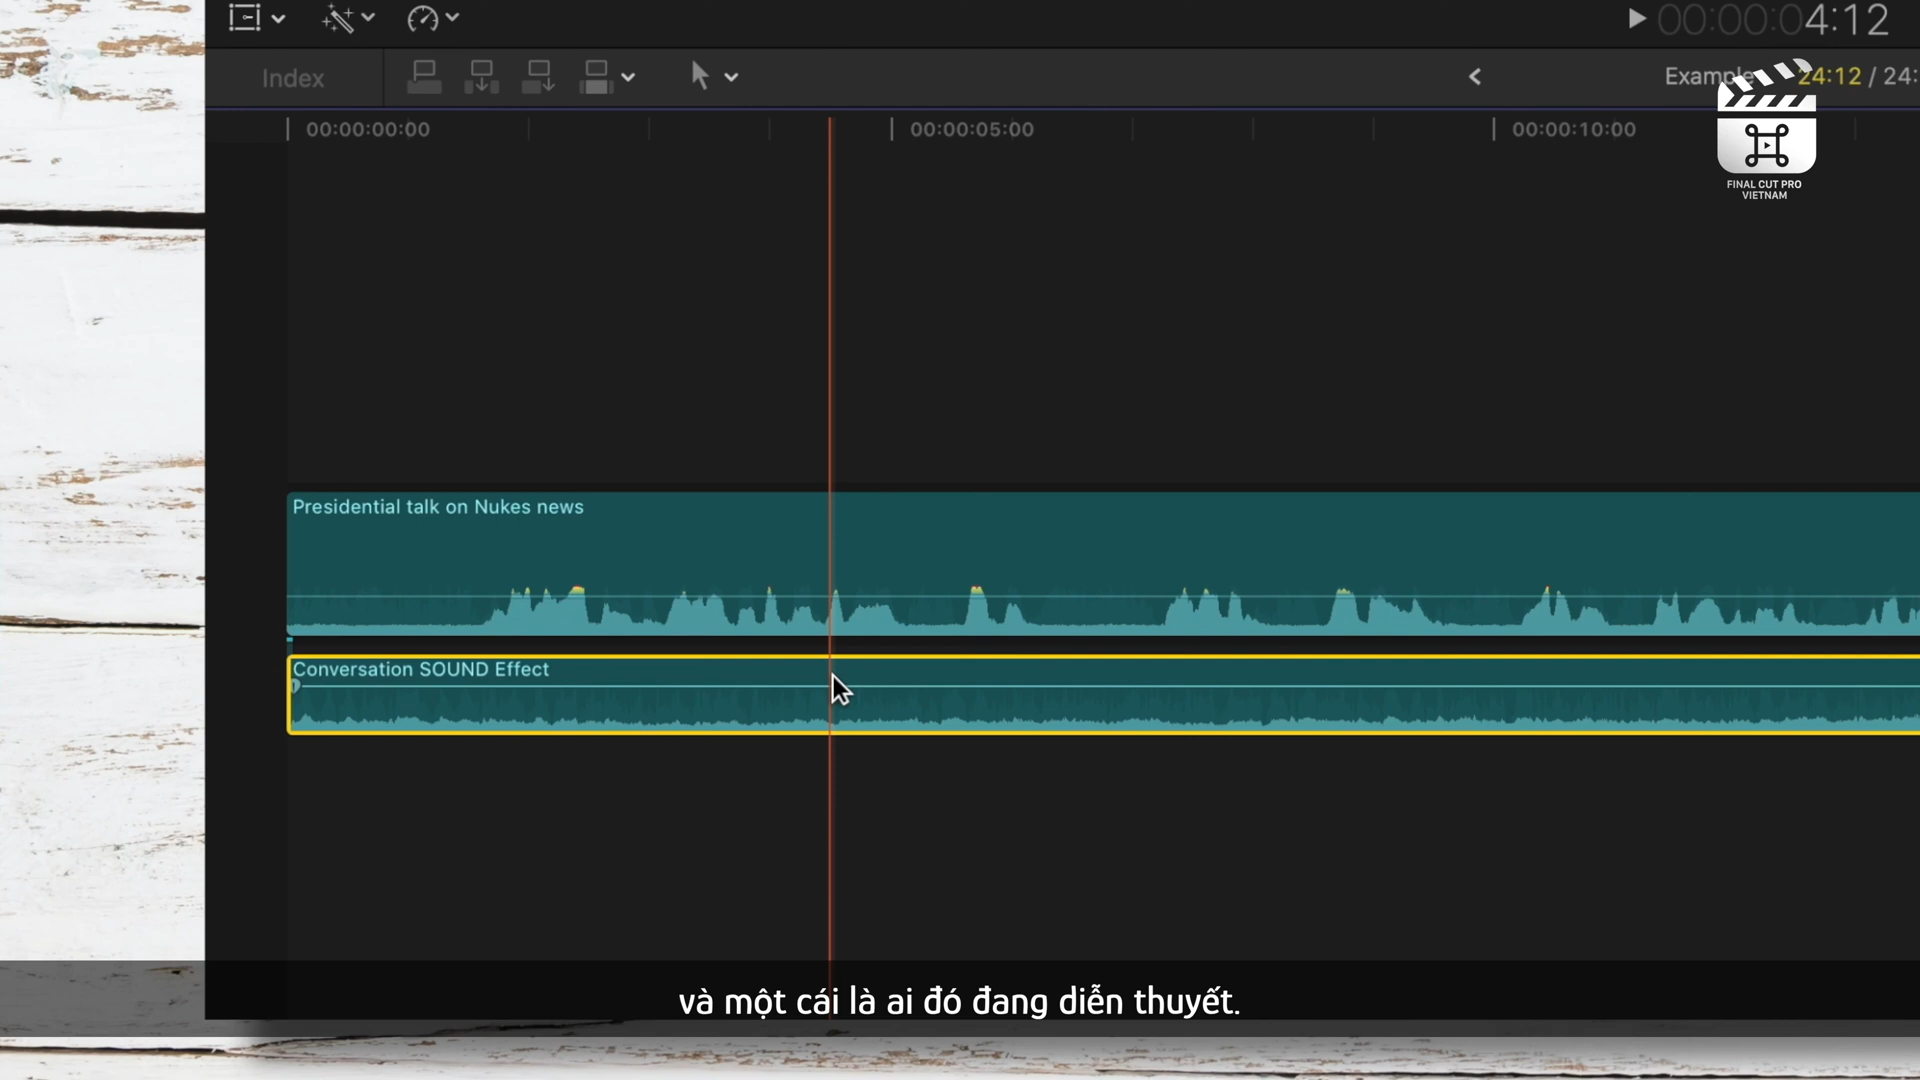 00:00:04:12
Index
Example
24:12 / 24:
00:00:00:00
00:00:05:00
00:00:10:00
FINAL CUT PRO
VIETNAM
Presidential talk on Nukes news
Conversation SOUND Effect
và một cái là ai đó đang diễn thuyết.